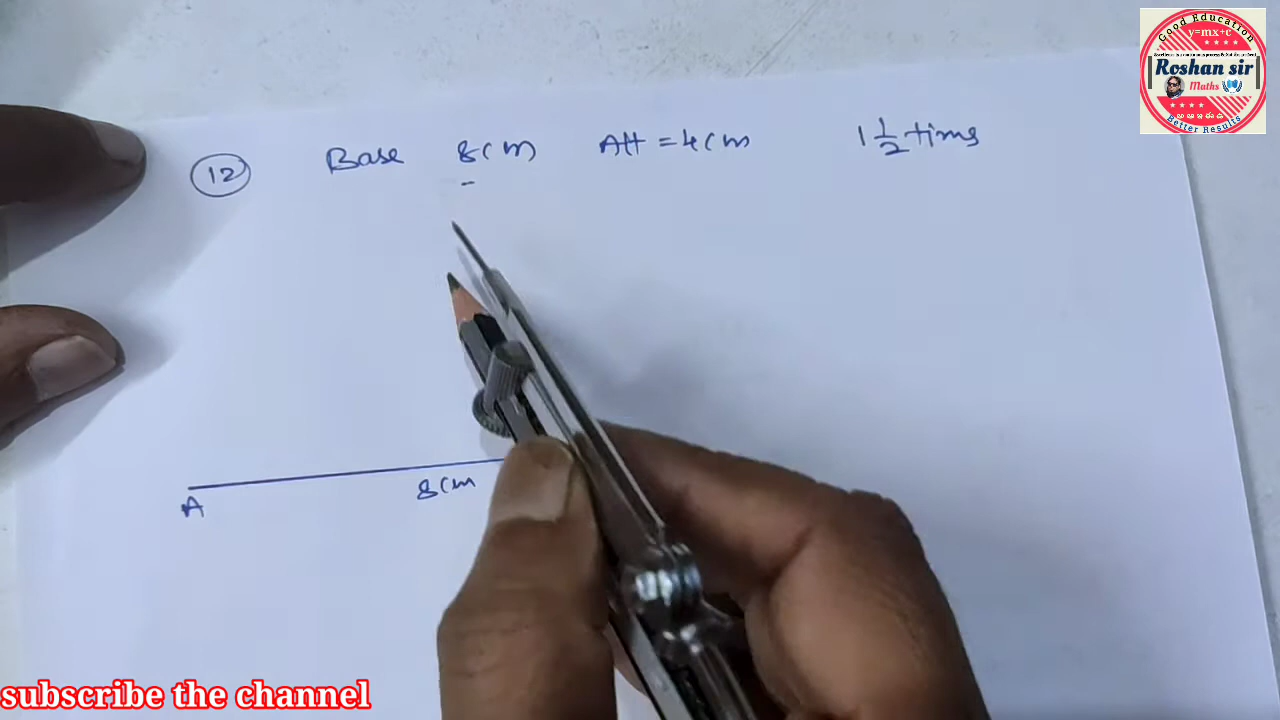 Good Education
y=mx+c
Roshan sir
Maths
Better Results
12 Base 8cm Alt = 4cm 1 1/2 times
8cm
A
subscribe the channel